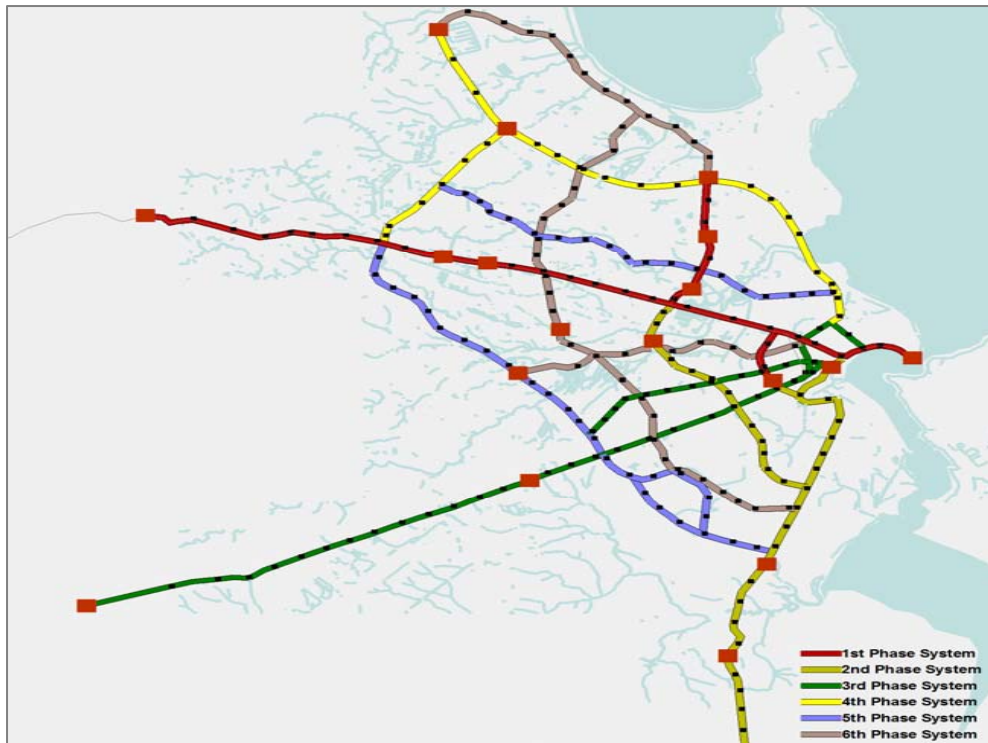 1st Phase System
2nd Phase System
3rd Phase System
4th Phase System
5th Phase System
6th Phase System